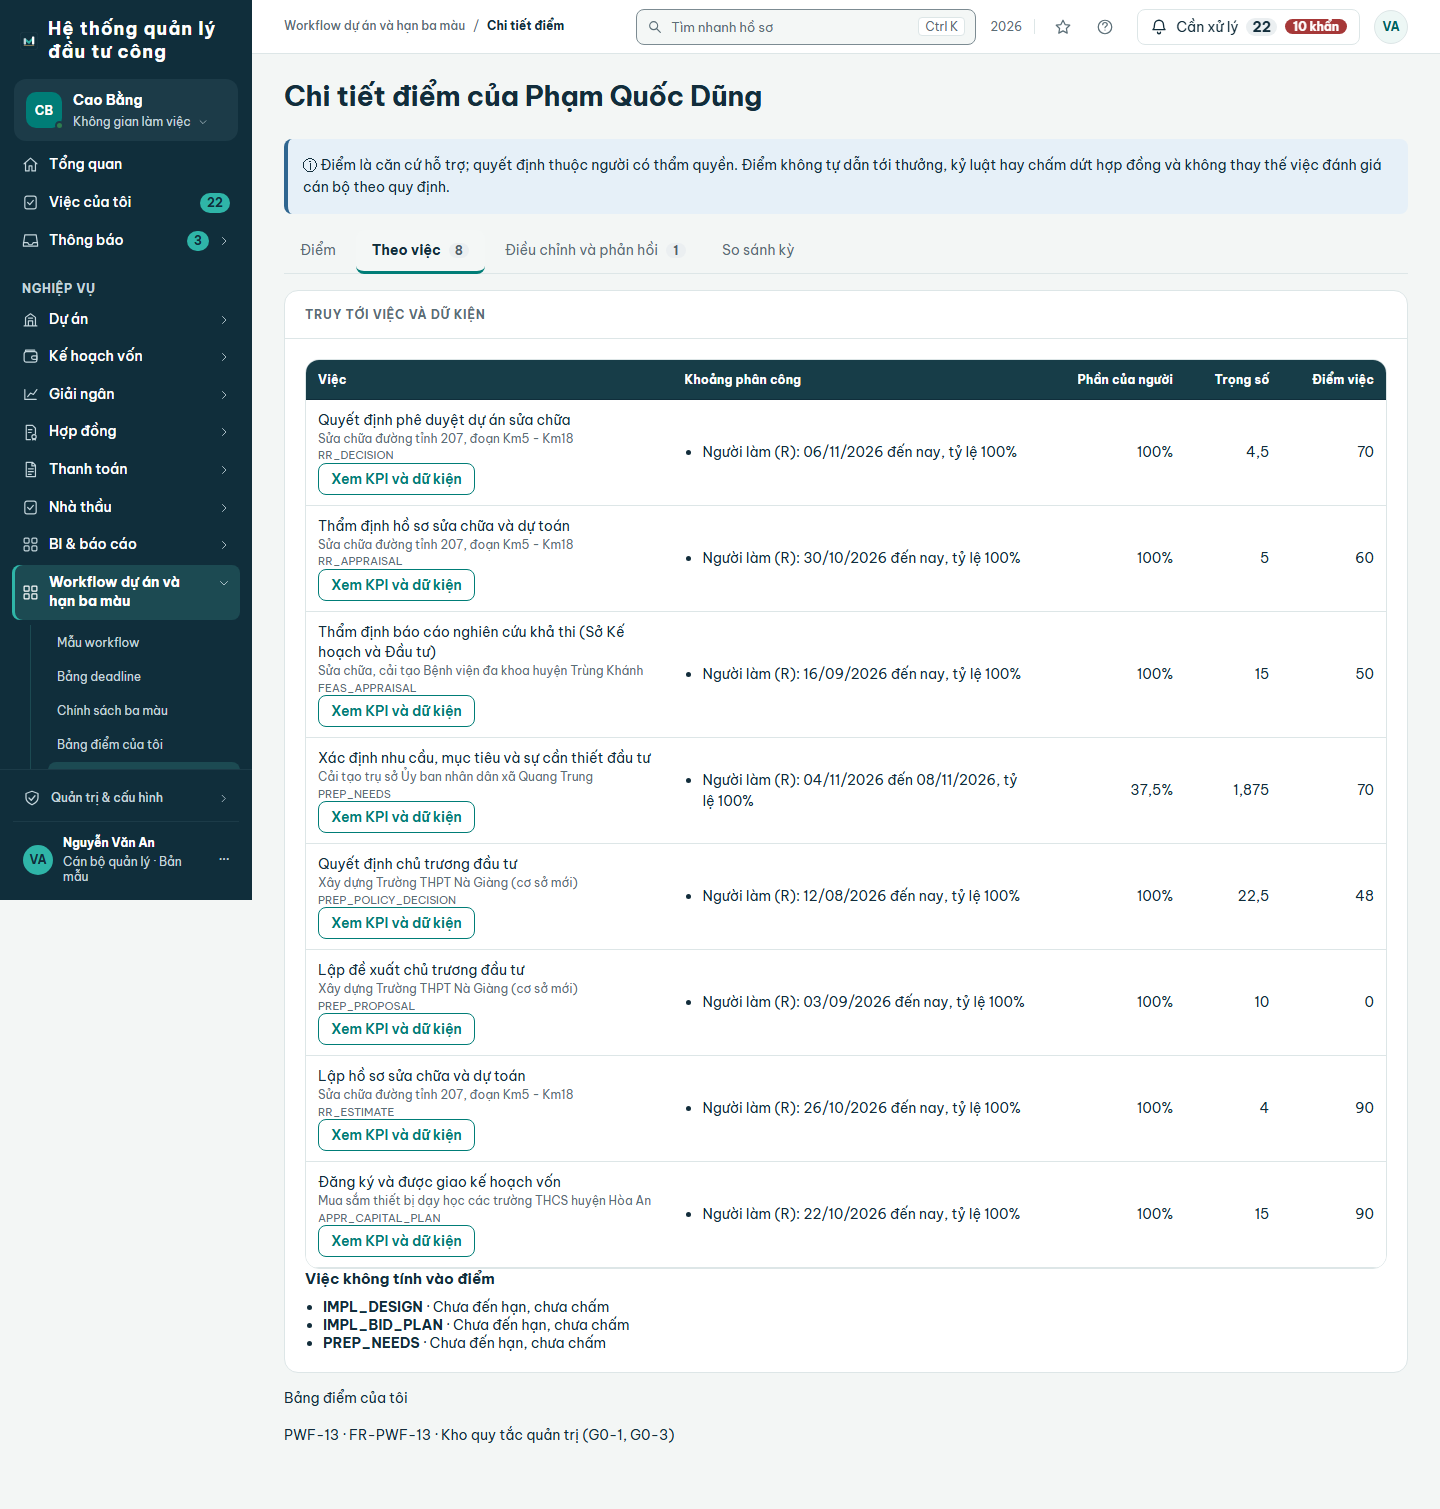 Hệ thống quản lý
đầu tư công
CB
Cao Bằng
Không gian làm việc
Tổng quan
Việc của tôi
22
Thông báo
3
NGHIỆP VỤ
Dự án
Kế hoạch vốn
Giải ngân
Hợp đồng
Thanh toán
Nhà thầu
BI & báo cáo
Workflow dự án và
hạn ba màu
Mẫu workflow
Bảng deadline
Chính sách ba màu
Bảng điểm của tôi
Quản trị & cấu hình
VA
Nguyễn Văn An
Cán bộ quản lý · Bản
mẫu
Workflow dự án và hạn ba màu / Chi tiết điểm
Tìm nhanh hồ sơ
Ctrl K
2026
Cần xử lý
22
10 khẩn
VA
Chi tiết điểm của Phạm Quốc Dũng
Điểm là căn cứ hỗ trợ; quyết định thuộc người có thẩm quyền. Điểm không tự dẫn tới thưởng, kỷ luật hay chấm dứt hợp đồng và không thay thế việc đánh giá
cán bộ theo quy định.
Điểm
Theo việc 8
Điều chỉnh và phản hồi 1
So sánh kỳ
TRUY TỚI VIỆC VÀ DỮ KIỆN
Việc
Khoảng phân công
Phần của người
Trọng số
Điểm việc
Quyết định phê duyệt dự án sửa chữa
Sửa chữa đường tỉnh 207, đoạn Km5 - Km18
RR_DECISION
Xem KPI và dữ kiện
• Người làm (R): 06/11/2026 đến nay, tỷ lệ 100%
100%
4,5
70
Thẩm định hồ sơ sửa chữa và dự toán
Sửa chữa đường tỉnh 207, đoạn Km5 - Km18
RR_APPRAISAL
Xem KPI và dữ kiện
• Người làm (R): 30/10/2026 đến nay, tỷ lệ 100%
100%
5
60
Thẩm định báo cáo nghiên cứu khả thi (Sở Kế
hoạch và Đầu tư)
Sửa chữa, cải tạo Bệnh viện đa khoa huyện Trùng Khánh
FEAS_APPRAISAL
Xem KPI và dữ kiện
• Người làm (R): 16/09/2026 đến nay, tỷ lệ 100%
100%
15
50
Xác định nhu cầu, mục tiêu và sự cần thiết đầu tư
Cải tạo trụ sở Ủy ban nhân dân xã Quang Trung
PREP_NEEDS
Xem KPI và dữ kiện
• Người làm (R): 04/11/2026 đến 08/11/2026, tỷ
lệ 100%
37,5%
1,875
70
Quyết định chủ trương đầu tư
Xây dựng Trường THPT Nà Giàng (cơ sở mới)
PREP_POLICY_DECISION
Xem KPI và dữ kiện
• Người làm (R): 12/08/2026 đến nay, tỷ lệ 100%
100%
22,5
48
Lập đề xuất chủ trương đầu tư
Xây dựng Trường THPT Nà Giàng (cơ sở mới)
PREP_PROPOSAL
Xem KPI và dữ kiện
• Người làm (R): 03/09/2026 đến nay, tỷ lệ 100%
100%
10
0
Lập hồ sơ sửa chữa và dự toán
Sửa chữa đường tỉnh 207, đoạn Km5 - Km18
RR_ESTIMATE
Xem KPI và dữ kiện
• Người làm (R): 26/10/2026 đến nay, tỷ lệ 100%
100%
4
90
Đăng ký và được giao kế hoạch vốn
Mua sắm thiết bị dạy học các trường THCS huyện Hòa An
APPR_CAPITAL_PLAN
Xem KPI và dữ kiện
• Người làm (R): 22/10/2026 đến nay, tỷ lệ 100%
100%
15
90
Việc không tính vào điểm
• IMPL_DESIGN · Chưa đến hạn, chưa chấm
• IMPL_BID_PLAN · Chưa đến hạn, chưa chấm
• PREP_NEEDS · Chưa đến hạn, chưa chấm
Bảng điểm của tôi
PWF-13 · FR-PWF-13 · Kho quy tắc quản trị (G0-1, G0-3)